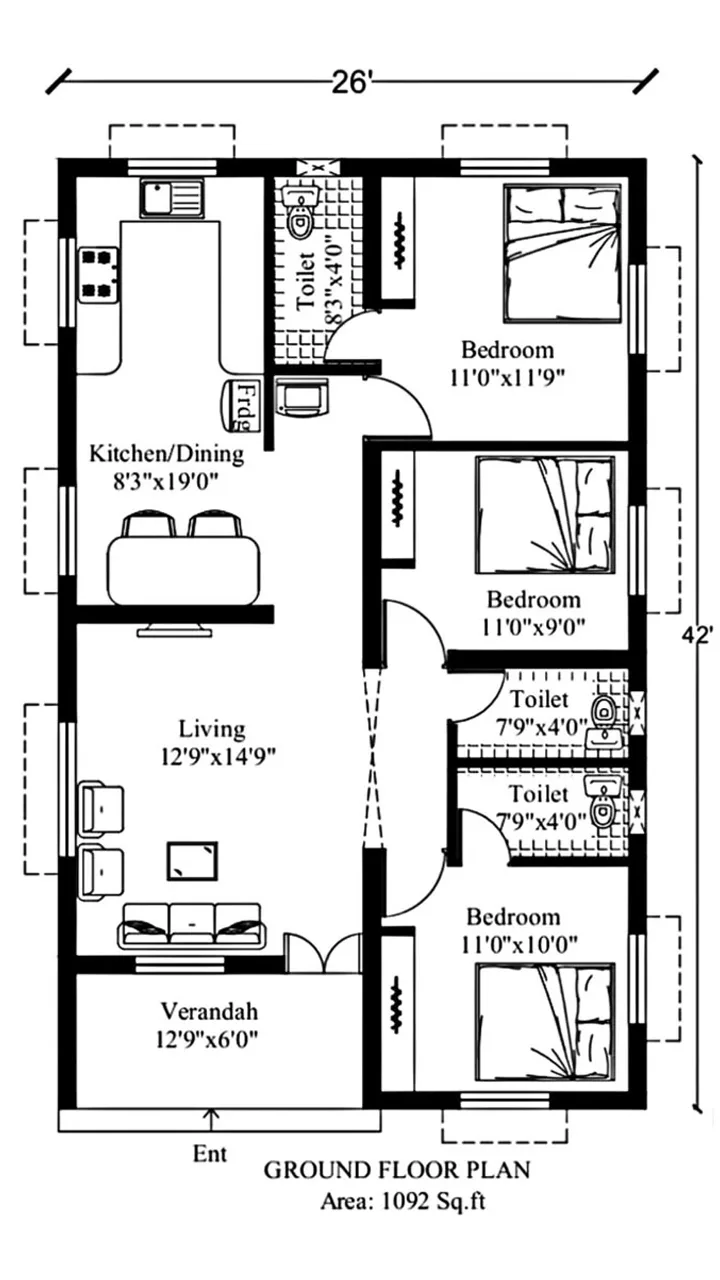 26'
Toilet
8'3"x4'0"
Bedroom
11'0"x11'9"
Frdg
Kitchen/Dining
8'3"x19'0"
Bedroom
11'0"x9'0"
42'
Toilet
7'9"x4'0"
Living
12'9"x14'9"
Toilet
7'9"x4'0"
Bedroom
11'0"x10'0"
Verandah
12'9"x6'0"
Ent
GROUND FLOOR PLAN
Area: 1092 Sq.ft